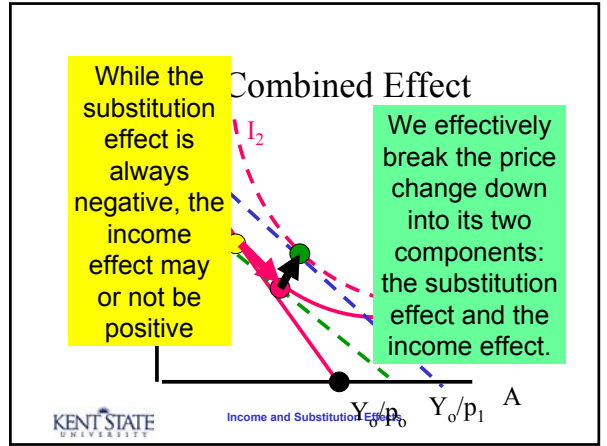 Combined Effect
While the
substitution
effect is
always
negative, the
income
effect may
or not be
positive
I₂
We effectively
break the price
change down
into its two
components:
the substitution
effect and the
income effect.
Yₒ/pₒ
Yₒ/p₁
A
KENT STATE
UNIVERSITY
Income and Substitution Effects